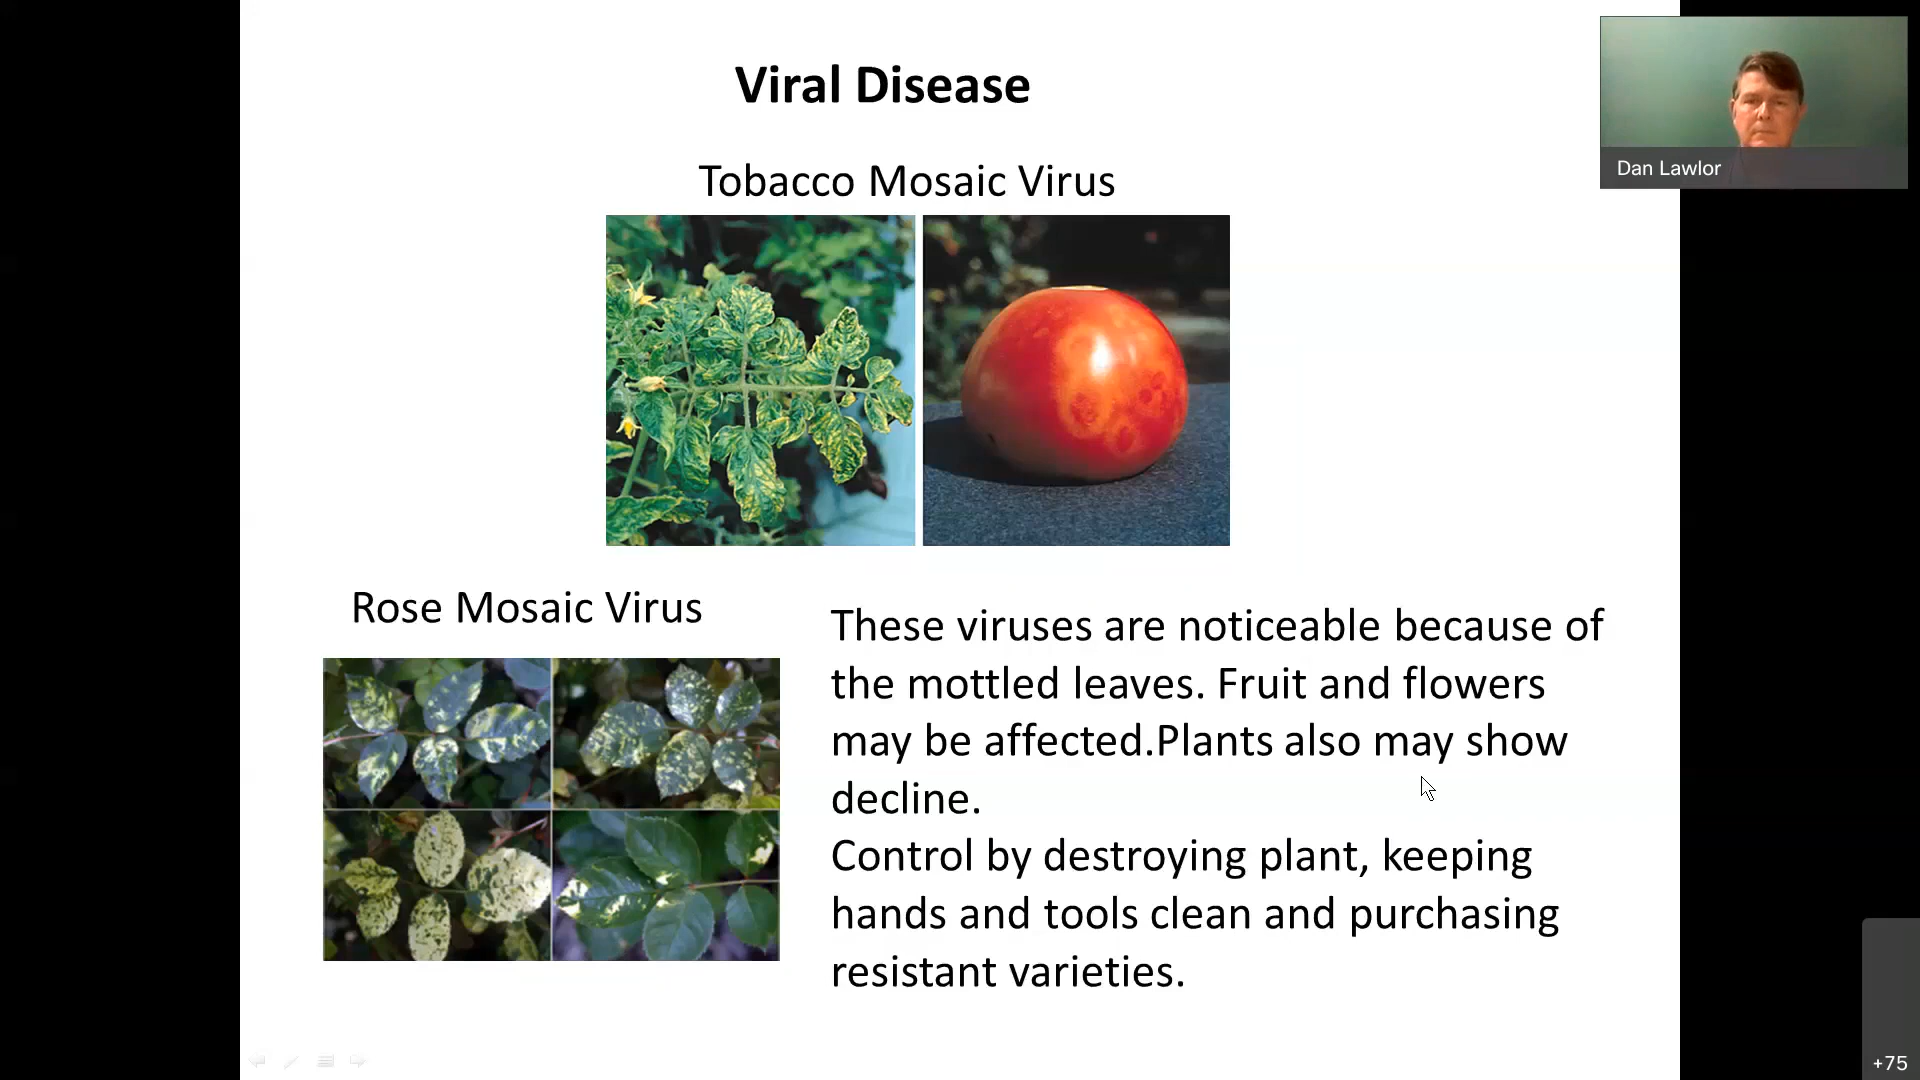 Viral Disease
Dan Lawlor
Tobacco Mosaic Virus
Rose Mosaic Virus
These viruses are noticeable because of
the mottled leaves. Fruit and flowers
may be affected.Plants also may show
decline.
Control by destroying plant, keeping
hands and tools clean and purchasing
resistant varieties.
+75